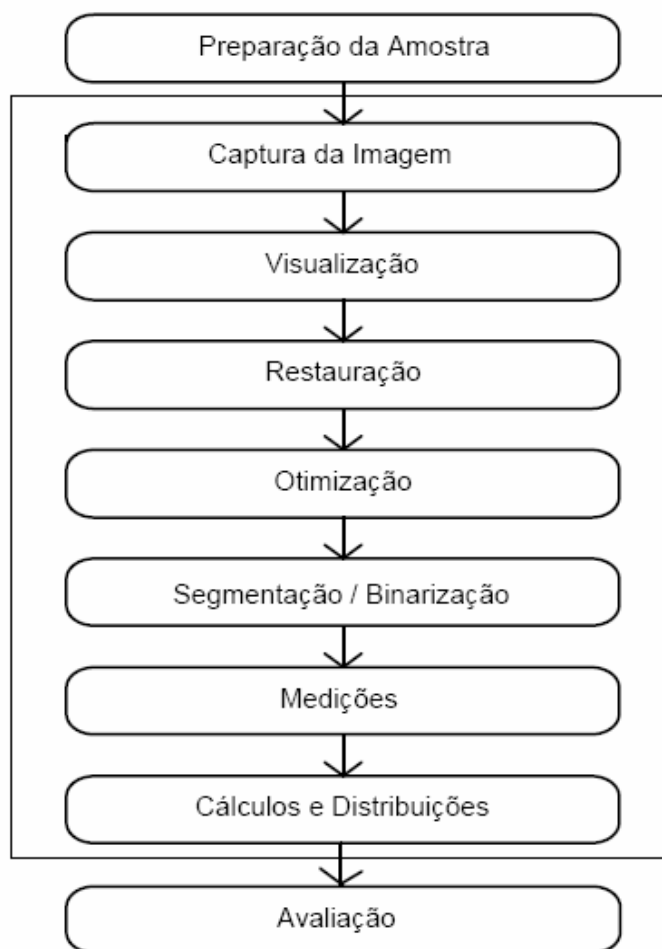 Preparação da Amostra
Captura da Imagem
Visualização
Restauração
Otimização
Segmentação / Binarização
Medições
Cálculos e Distribuições
Avaliação